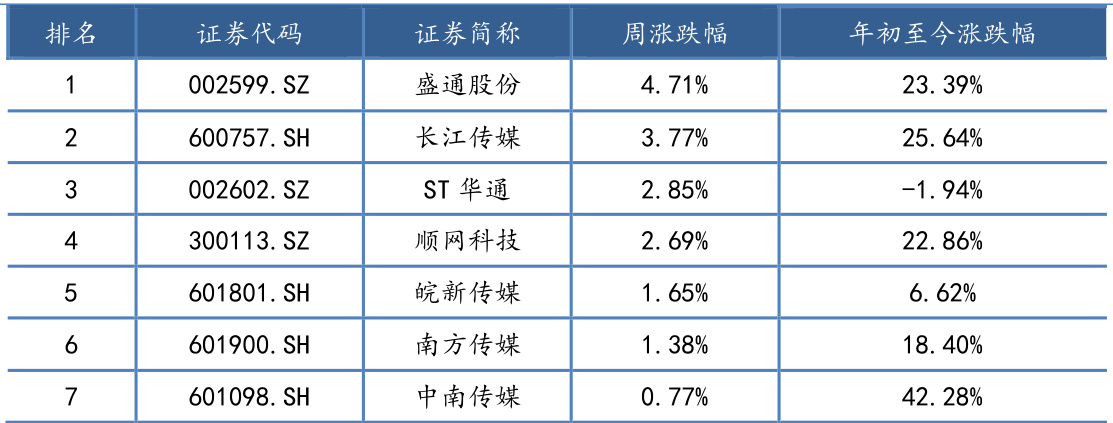 排名 证券代码 证券简称 周涨跌幅 年初至今涨跌幅
1 002599.SZ 盛通股份 4.71% 23.39%
2 600757.SH 长江传媒 3.77% 25.64%
3 002602.SZ ST 华通 2.85% -1.94%
4 300113.SZ 顺网科技 2.69% 22.86%
5 601801.SH 皖新传媒 1.65% 6.62%
6 601900.SH 南方传媒 1.38% 18.40%
7 601098.SH 中南传媒 0.77% 42.28%